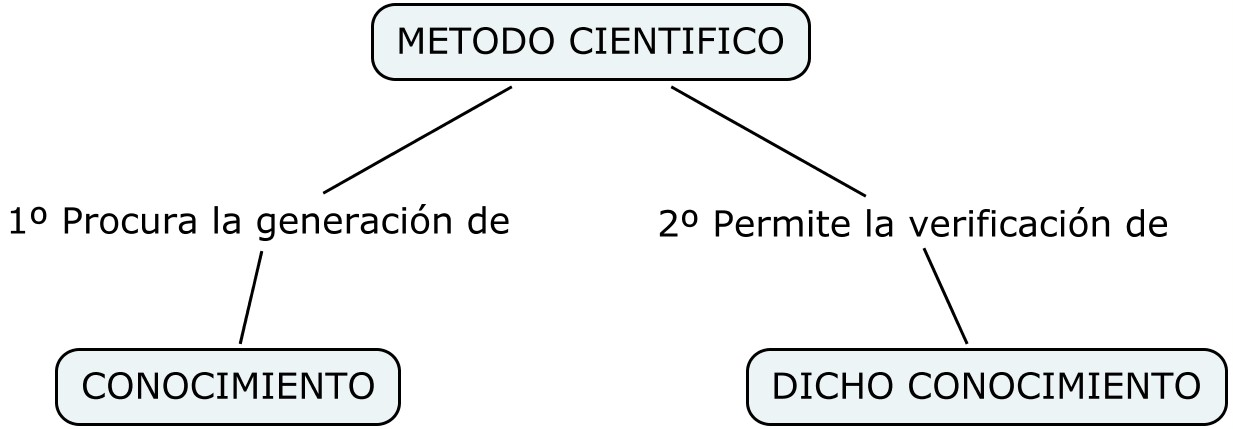 METODO CIENTIFICO
1º Procura la generación de
2º Permite la verificación de
CONOCIMIENTO
DICHO CONOCIMIENTO